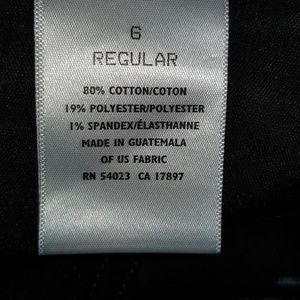 6
REGULAR
80% COTTON/COTON
19% POLYESTER/POLYESTER
1% SPANDEX/ÉLASTHANNE
MADE IN GUATEMALA
OF US FABRIC
RN 54023 CA 17897